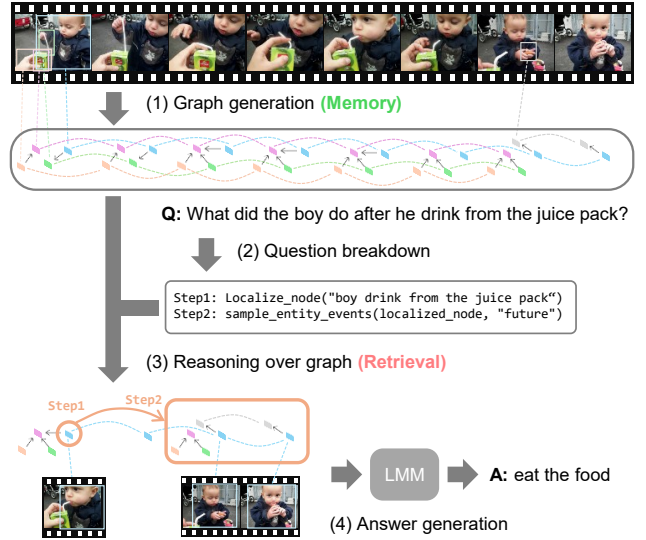 (1) Graph generation (Memory)
Q: What did the boy do after he drink from the juice pack?
(2) Question breakdown
Step1: Localize_node("boy drink from the juice pack“)
Step2: sample_entity_events(localized_node, "future")
(3) Reasoning over graph (Retrieval)
Step1
Step2
LMM
A: eat the food
(4) Answer generation